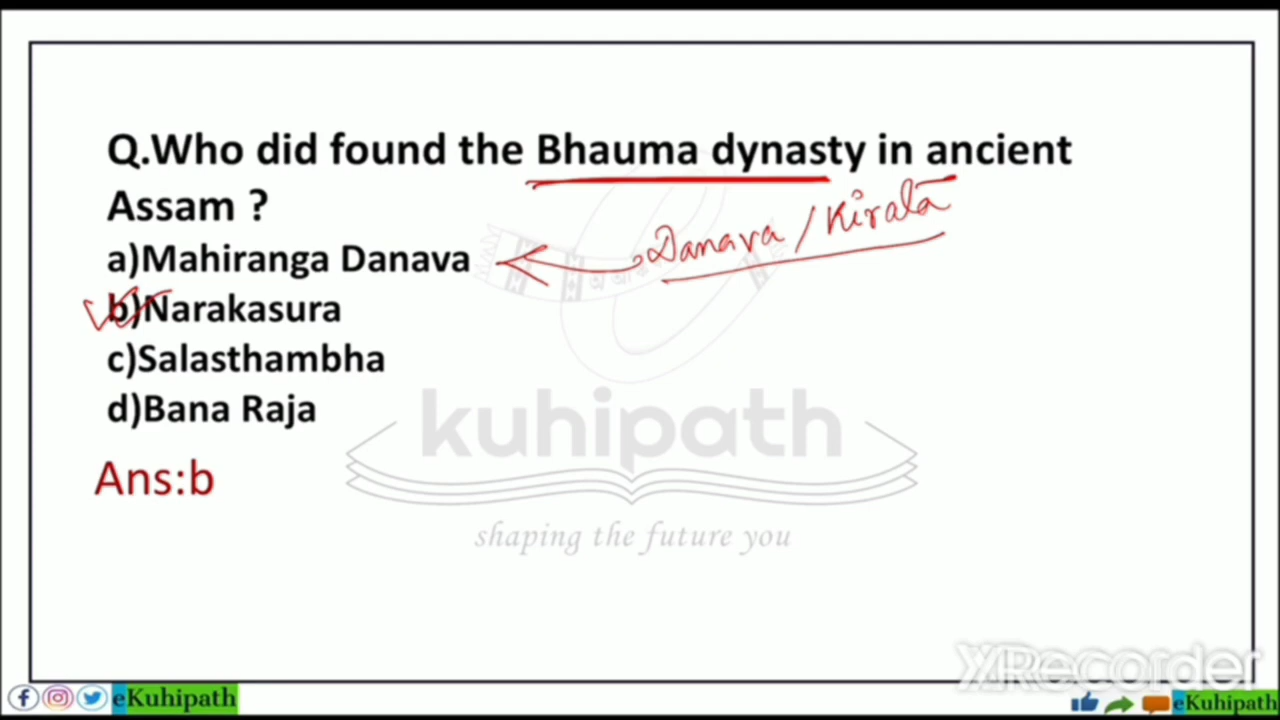 Q.Who did found the Bhauma dynasty in ancient
Assam ?
Danava / Kirata
a)Mahiranga Danava
b)Narakasura
c)Salasthambha
d)Bana Raja
kuhipath
Ans:b
shaping the future you
XRecorder
eKuhipath
eKuhipath